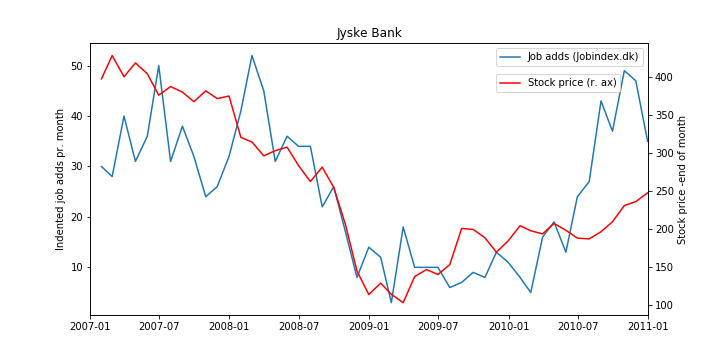 Jyske Bank
Job adds (Jobindex.dk)
Stock price (r. ax)
Indented job adds pr. month
50
40
30
20
10
Stock price -end of month
400
350
300
250
200
150
100
2007-01 2007-07 2008-01 2008-07 2009-01 2009-07 2010-01 2010-07 2011-01